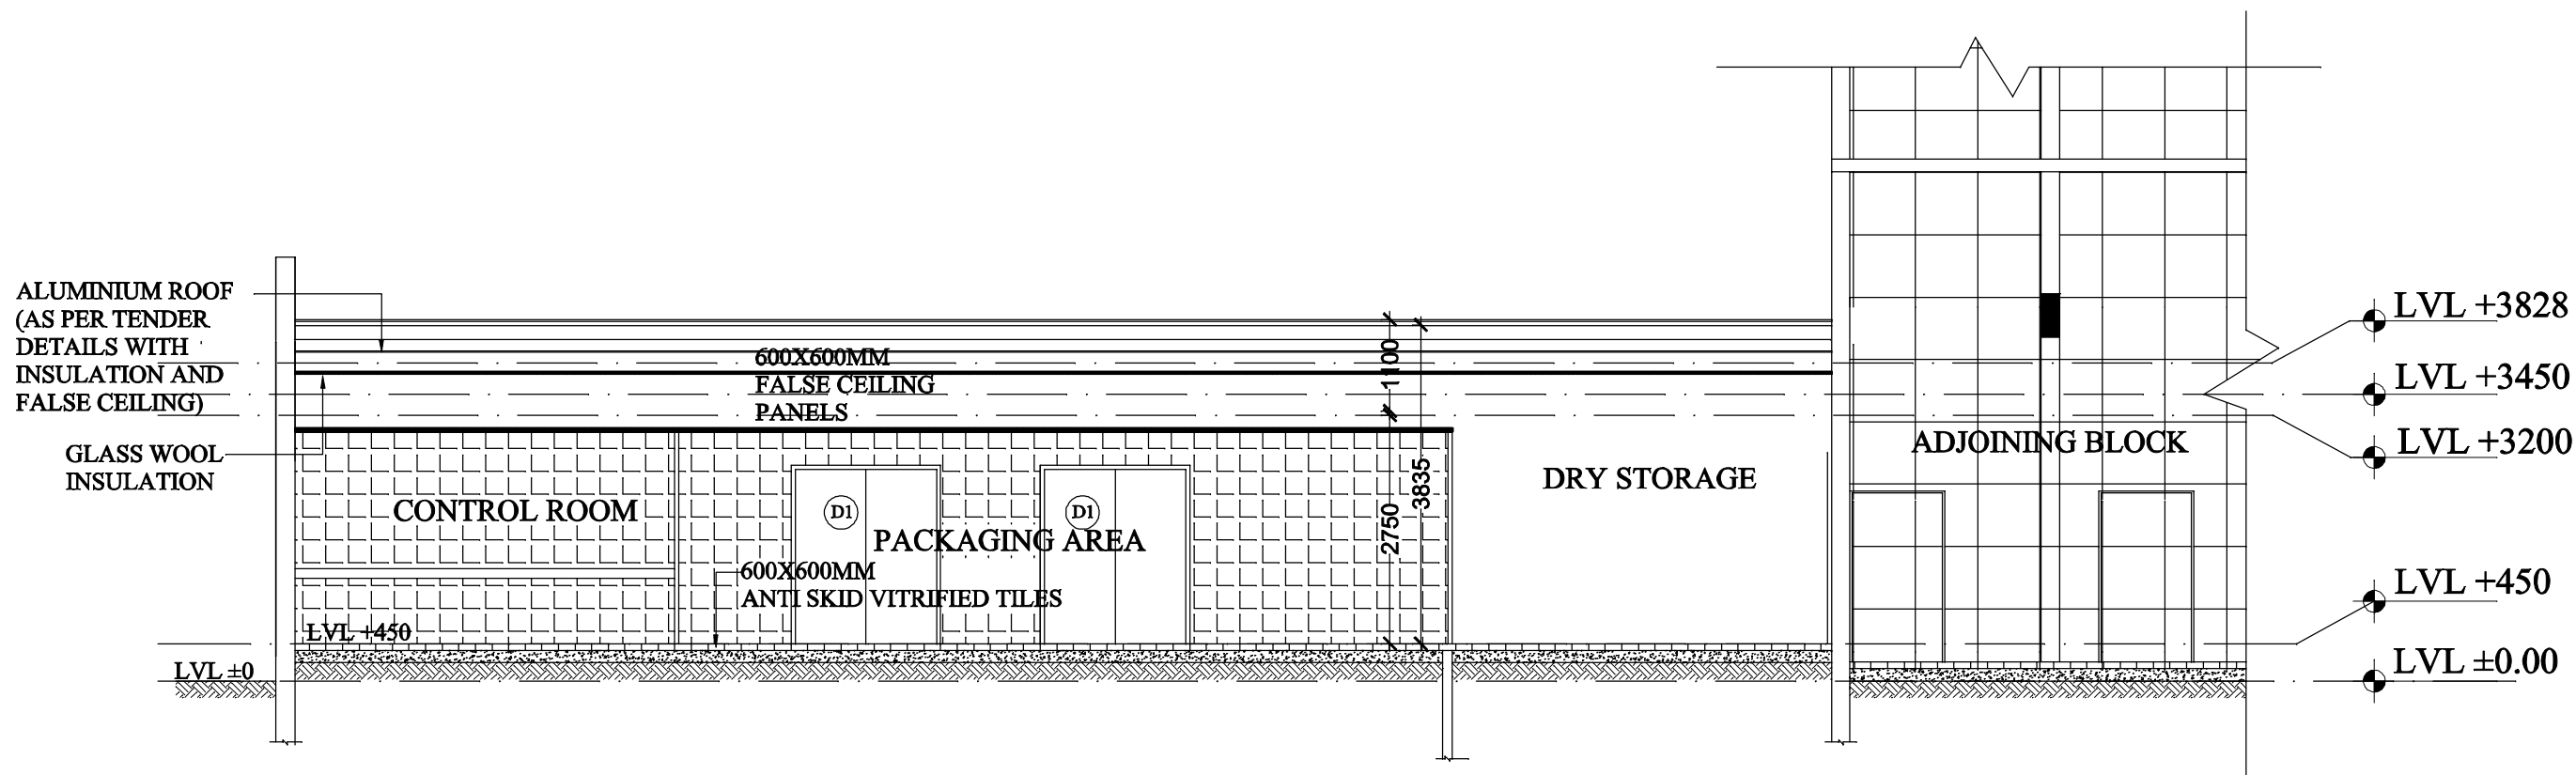 ALUMINIUM ROOF
(AS PER TENDER
DETAILS WITH
INSULATION AND
FALSE CEILING)
GLASS WOOL
INSULATION
600X600MM
FALSE CEILING
PANELS
1100
2750
3835
CONTROL ROOM
D1
D1
PACKAGING AREA
600X600MM
ANTI SKID VITRIFIED TILES
LVL +450
LVL ±0
DRY STORAGE
ADJOINING BLOCK
LVL +3828
LVL +3450
LVL +3200
LVL +450
LVL ±0.00